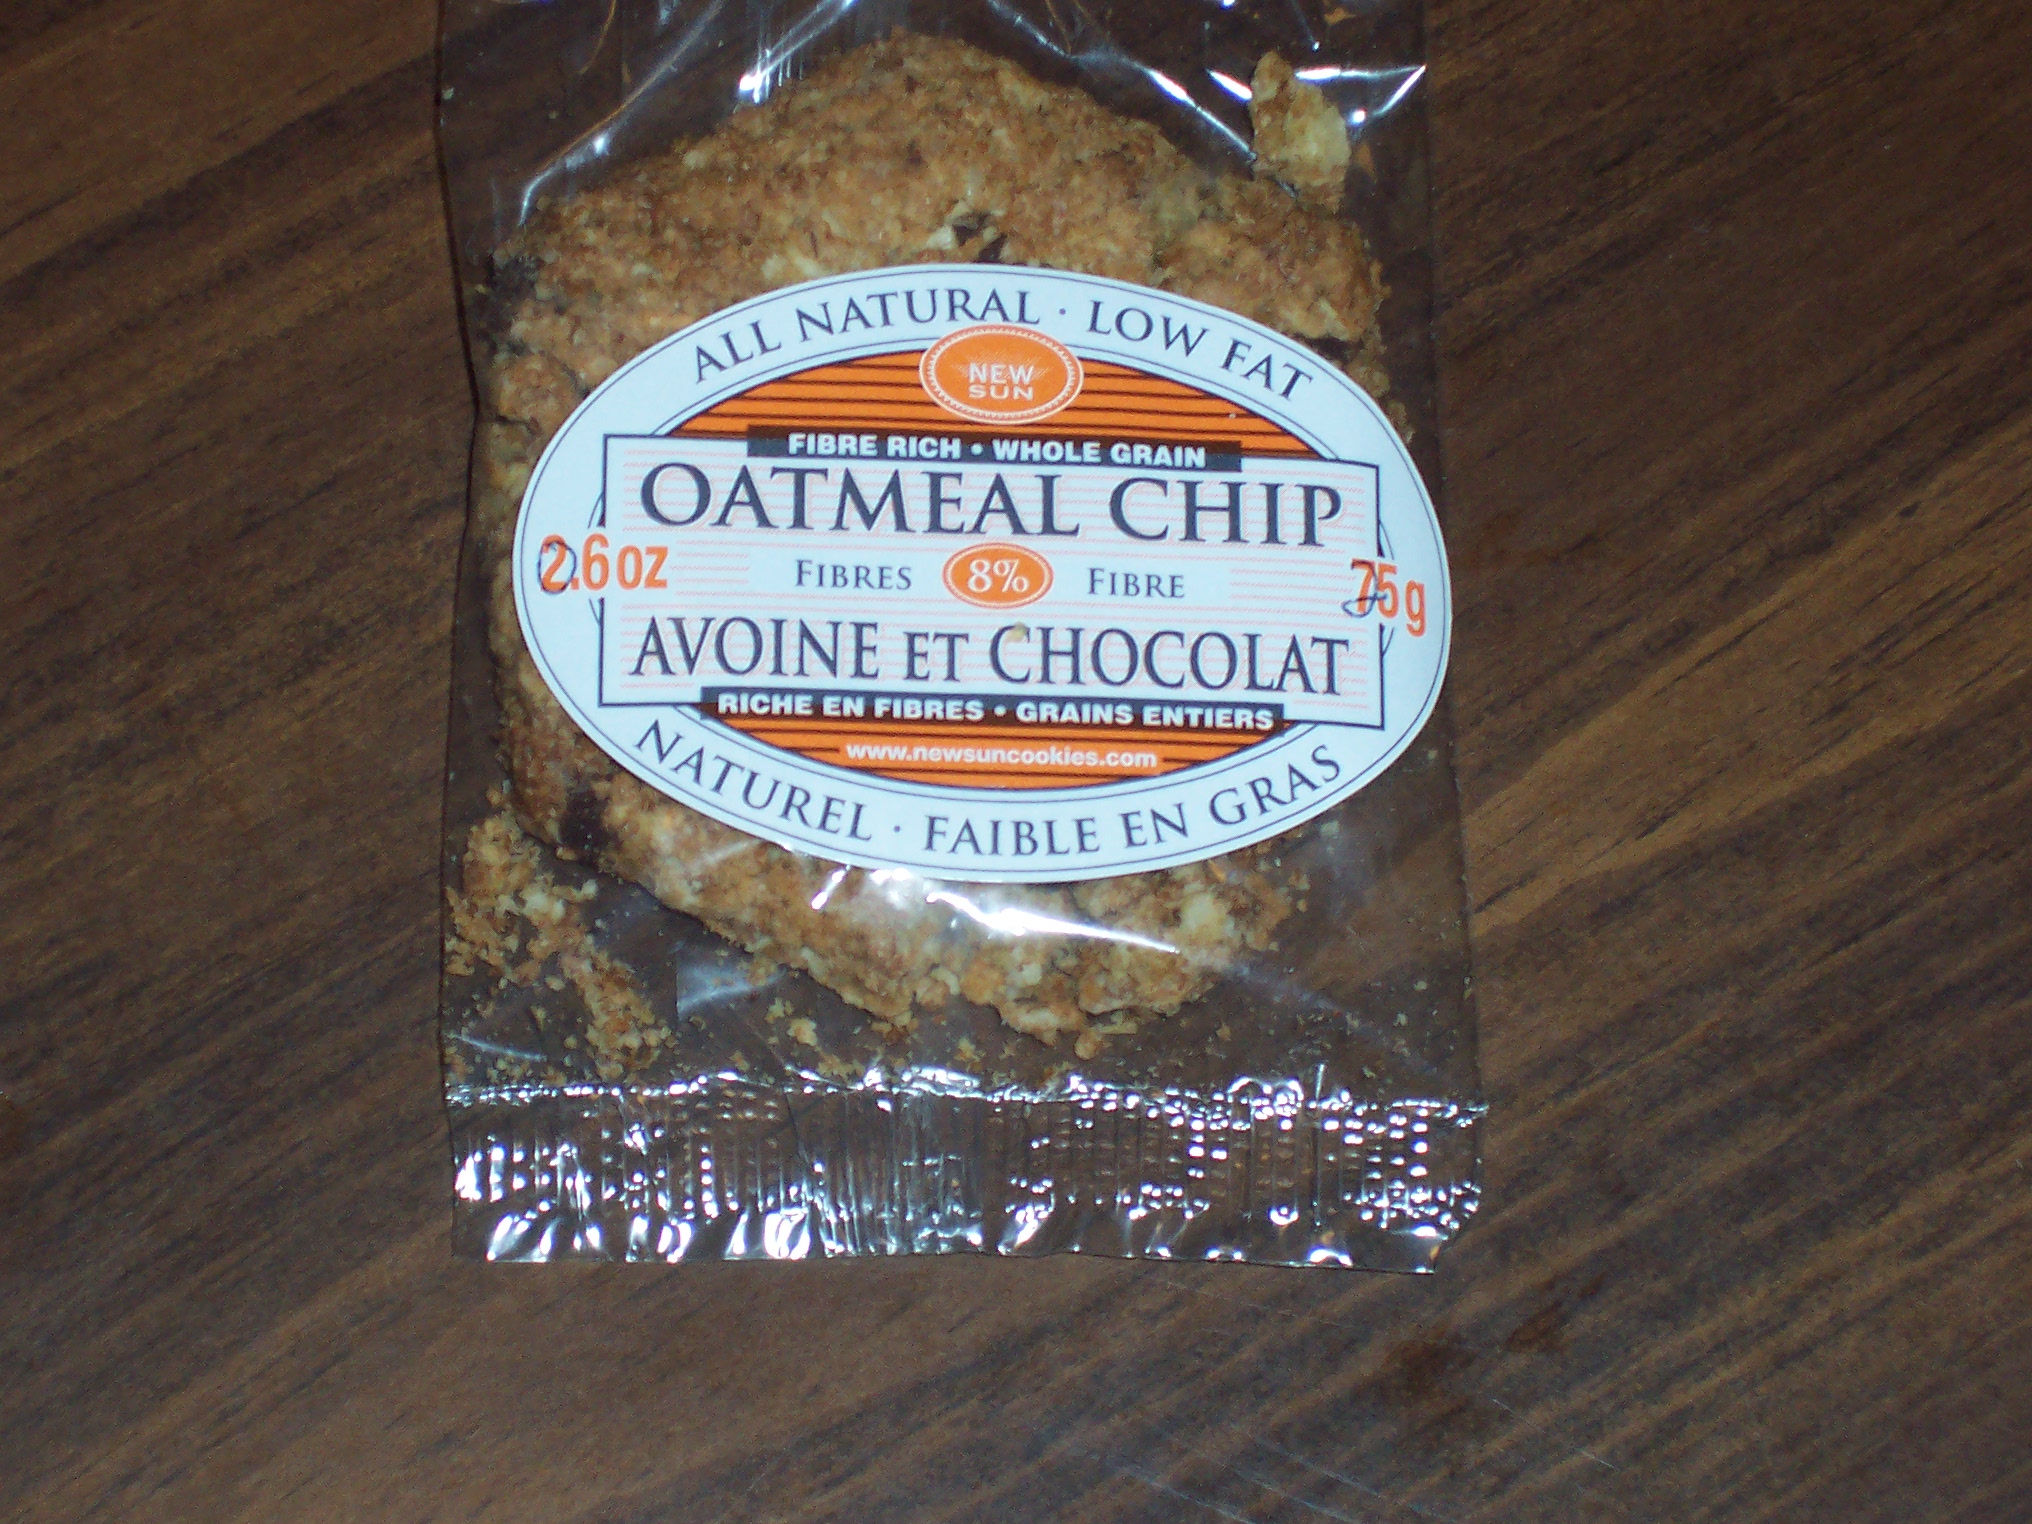 ALL NATURAL · LOW FAT
NEW
SUN
FIBRE RICH • WHOLE GRAIN
OATMEAL CHIP
2.6 oz
FIBRES 8% FIBRE
75g
AVOINE ET CHOCOLAT
RICHE EN FIBRES • GRAINS ENTIERS
www.newsuncookies.com
NATUREL · FAIBLE EN GRAS